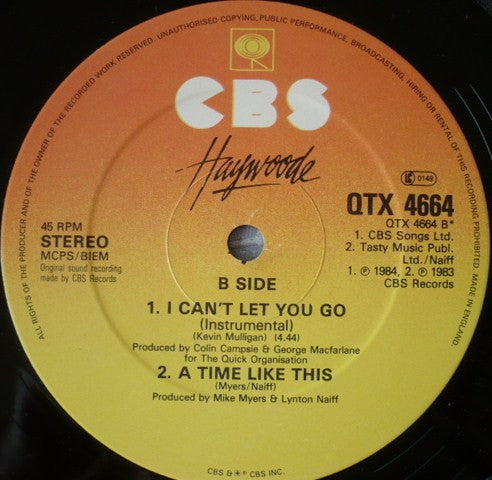 ALL RIGHTS OF THE PRODUCER AND OF THE OWNER OF THE RECORDED WORK RESERVED. UNAUTHORISED COPYING, PUBLIC PERFORMANCE, BROADCASTING, HIRING OR RENTAL OF THIS RECORDING PROHIBITED. MADE IN ENGLAND.
CBS
Haywoode
LC 0149
QTX 4664
QTX 4664 B*
1. CBS Songs Ltd.
2. Tasty Music Publ.
Ltd./Naiff
1. ℗ 1984, 2. ℗ 1983
CBS Records
45 RPM
STEREO
MCPS/BIEM
Original sound recording
made by CBS Records
B SIDE
1. I CAN'T LET YOU GO
(Instrumental)
(Kevin Mulligan) (4.44)
Produced by Colin Campsie & George Macfarlane
for The Quick Organisation
2. A TIME LIKE THIS
(Myers/Naiff)
Produced by Mike Myers & Lynton Naiff
CBS & ® CBS INC.